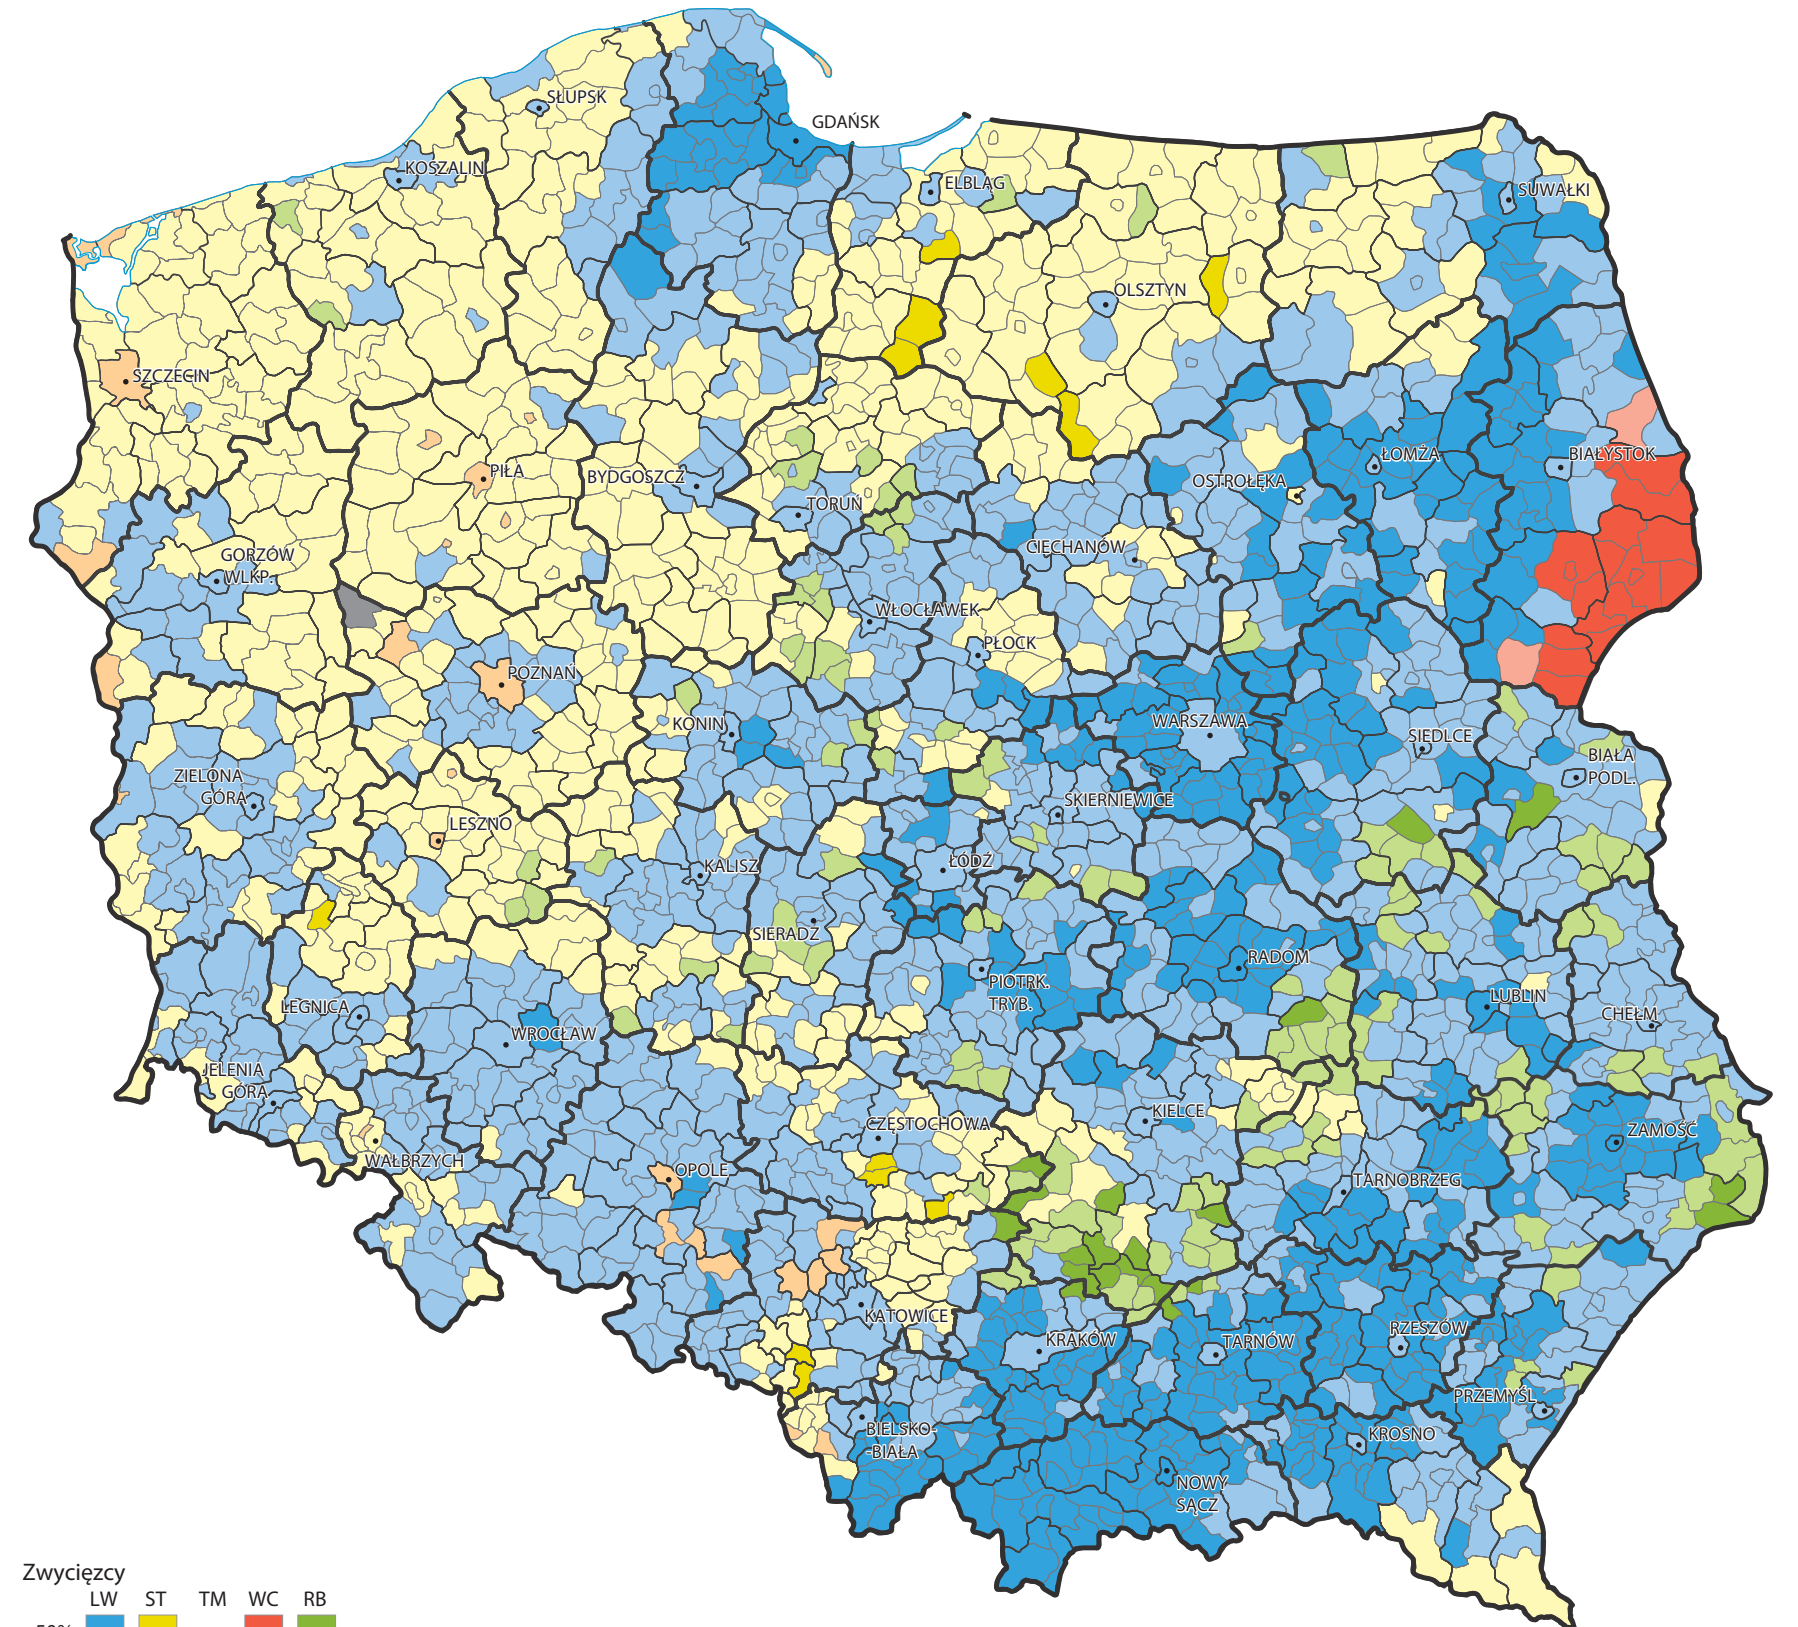 SŁUPSK
GDAŃSK
KOSZALIN
ELBLĄG
SUWAŁKI
OLSZTYN
SZCZECIN
PIŁA
BYDGOSZCZ
TORUŃ
OSTROŁĘKA
ŁOMŻA
BIAŁYSTOK
GORZÓW
WLKP.
CIECHANÓW
WŁOCŁAWEK
PŁOCK
POZNAŃ
KONIN
WARSZAWA
SIEDLCE
BIAŁA
PODL.
ZIELONA
GÓRA
LESZNO
SKIERNIEWICE
KALISZ
ŁÓDŹ
SIERADZ
RADOM
PIOTRK.
TRYB.
LUBLIN
CHEŁM
LEGNICA
WROCŁAW
JELENIA
GÓRA
WAŁBRZYCH
CZĘSTOCHOWA
KIELCE
ZAMOŚĆ
OPOLE
TARNOBRZEG
KATOWICE
KRAKÓW
TARNÓW
RZESZÓW
PRZEMYŚL
BIELSKO-
-BIAŁA
KROSNO
NOWY
SĄCZ
Zwycięzcy
LW ST TM WC RB